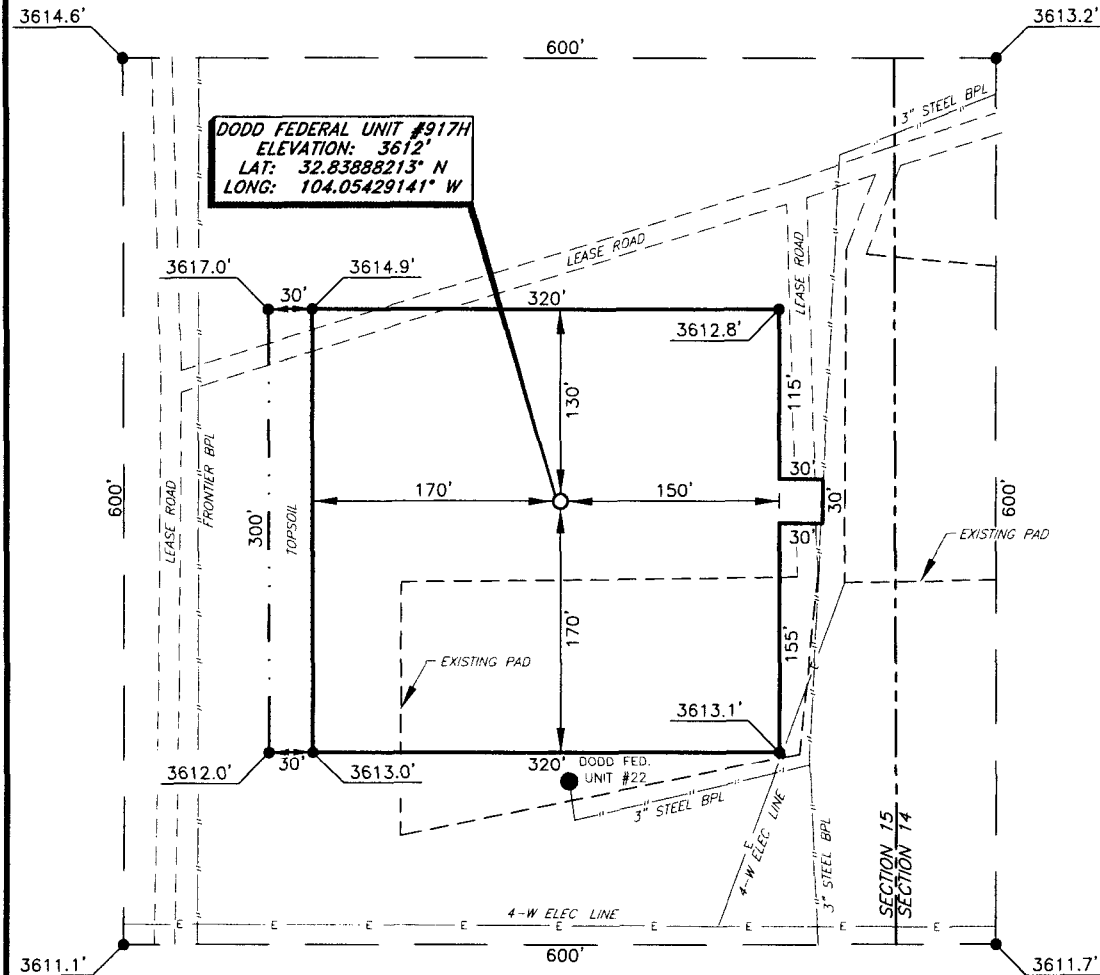 3614.6'
3613.2'
600'
3" STEEL BPL
DODD FEDERAL UNIT #917H
ELEVATION: 3612'
LAT: 32.83888213° N
LONG: 104.05429141° W
LEASE ROAD
LEASE ROAD
3617.0'
30'
3614.9'
320'
3612.8'
130'
115'
600'
LEASE ROAD
FRONTIER BPL
300'
TOPSOIL
170'
150'
30'
30'
30'
600'
EXISTING PAD
170'
155'
E
EXISTING PAD
3613.1'
3612.0'
30'
3613.0'
320'
DODD FED.
UNIT #22
3" STEEL BPL
E
4-W ELEC LINE
3" STEEL BPL
SECTION 15
SECTION 14
4-W ELEC LINE
E E E E E E E E
3611.1'
600'
3611.7'